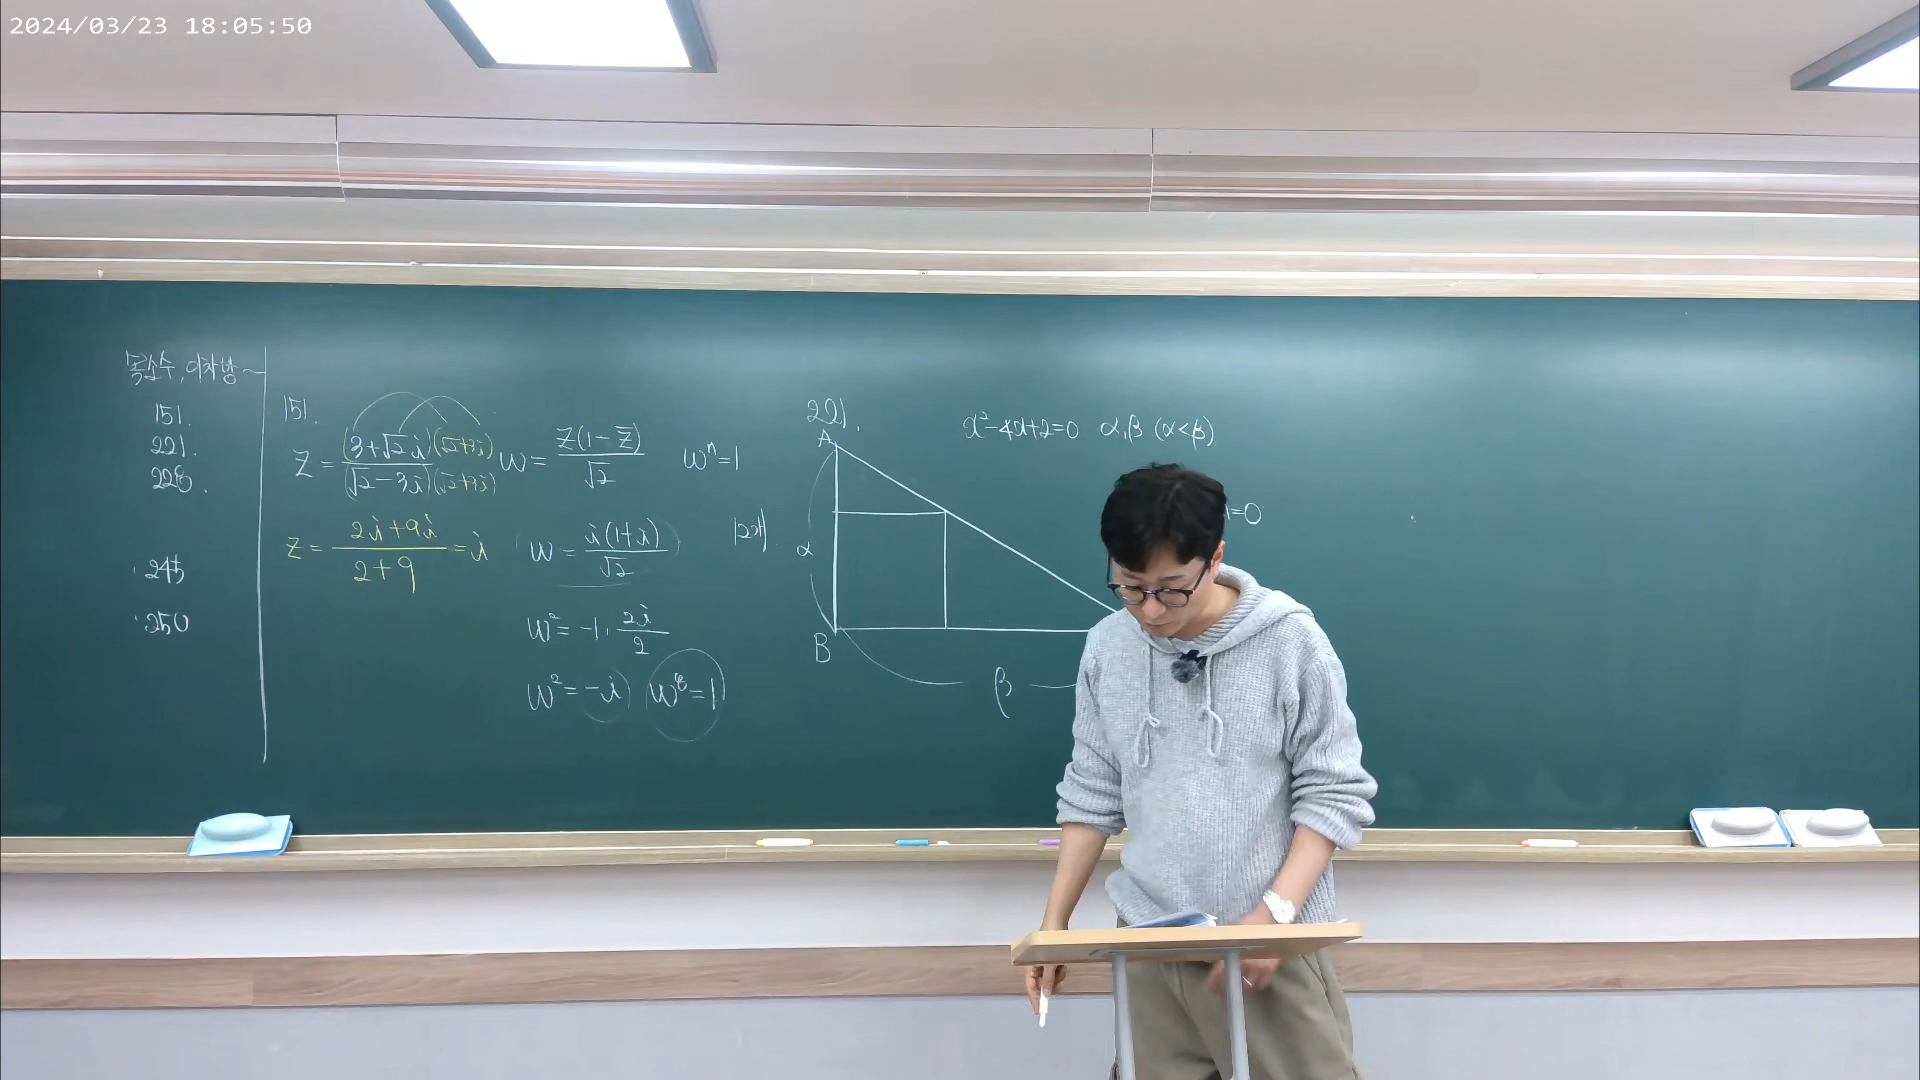 2024/03/23 18:05:50
복소수, 이차방~
151.
221.
228.
245
250
151.
Z = (3+√2i)(√2+3i) / (√2-3i)(√2+3i)
Z = 2i+9i / 2+9 = i
w = Z(1-Z̄) / √2
wⁿ=1
w = i(1+i) / √2
w² = -1 · 2i / 2
w² = -i
w⁸ = 1
12개
221.
A
α
B
β
x²-4x+2=0 α,β (α<β)
=0